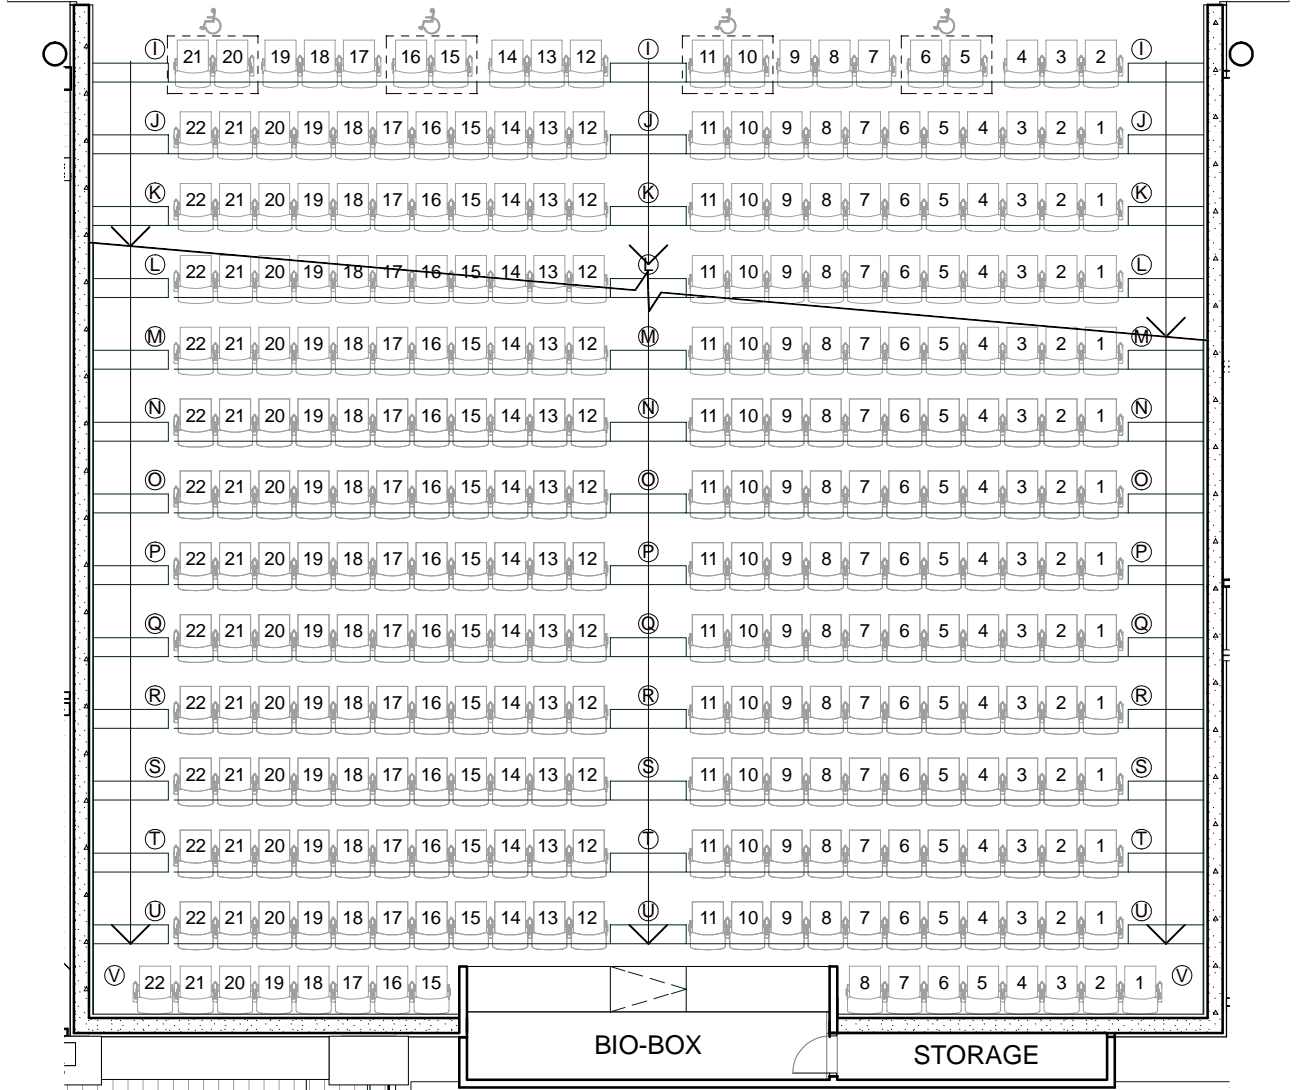 I 21 20 19 18 17 16 15 14 13 12 I 11 10 9 8 7 6 5 4 3 2 I
J 22 21 20 19 18 17 16 15 14 13 12 J 11 10 9 8 7 6 5 4 3 2 1 J
K 22 21 20 19 18 17 16 15 14 13 12 K 11 10 9 8 7 6 5 4 3 2 1 K
L 22 21 20 19 18 17 16 15 14 13 12 L 11 10 9 8 7 6 5 4 3 2 1 L
M 22 21 20 19 18 17 16 15 14 13 12 M 11 10 9 8 7 6 5 4 3 2 1 M
N 22 21 20 19 18 17 16 15 14 13 12 N 11 10 9 8 7 6 5 4 3 2 1 N
O 22 21 20 19 18 17 16 15 14 13 12 O 11 10 9 8 7 6 5 4 3 2 1 O
P 22 21 20 19 18 17 16 15 14 13 12 P 11 10 9 8 7 6 5 4 3 2 1 P
Q 22 21 20 19 18 17 16 15 14 13 12 Q 11 10 9 8 7 6 5 4 3 2 1 Q
R 22 21 20 19 18 17 16 15 14 13 12 R 11 10 9 8 7 6 5 4 3 2 1 R
S 22 21 20 19 18 17 16 15 14 13 12 S 11 10 9 8 7 6 5 4 3 2 1 S
T 22 21 20 19 18 17 16 15 14 13 12 T 11 10 9 8 7 6 5 4 3 2 1 T
U 22 21 20 19 18 17 16 15 14 13 12 U 11 10 9 8 7 6 5 4 3 2 1 U
V 22 21 20 19 18 17 16 15 8 7 6 5 4 3 2 1 V
BIO-BOX
STORAGE